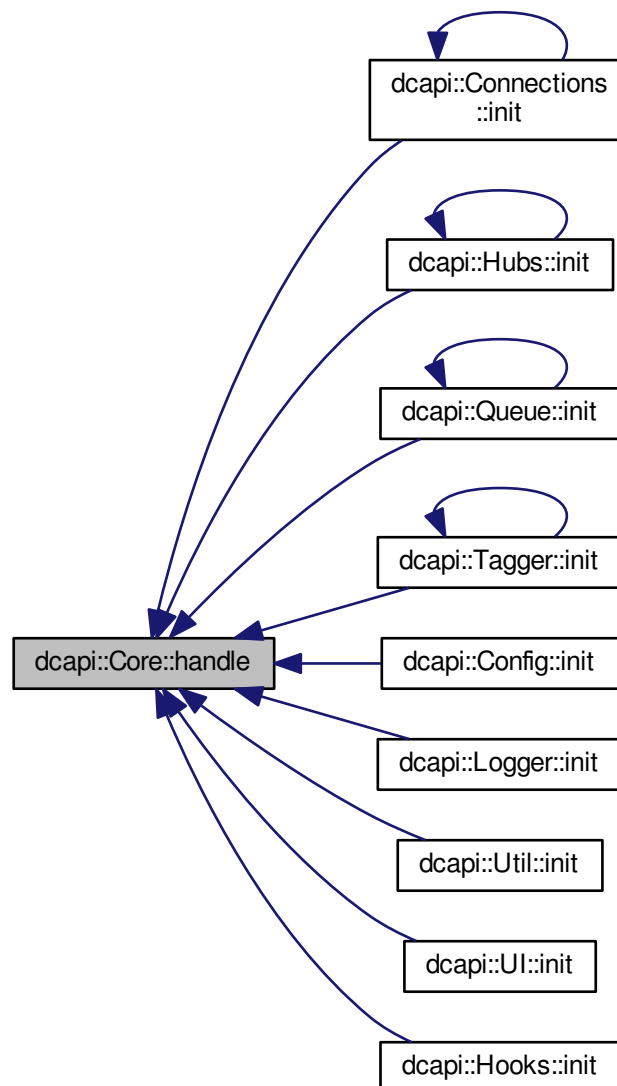 dcapi::Connections
::init
dcapi::Hubs::init
dcapi::Queue::init
dcapi::Tagger::init
dcapi::Core::handle
dcapi::Config::init
dcapi::Logger::init
dcapi::Util::init
dcapi::UI::init
dcapi::Hooks::init